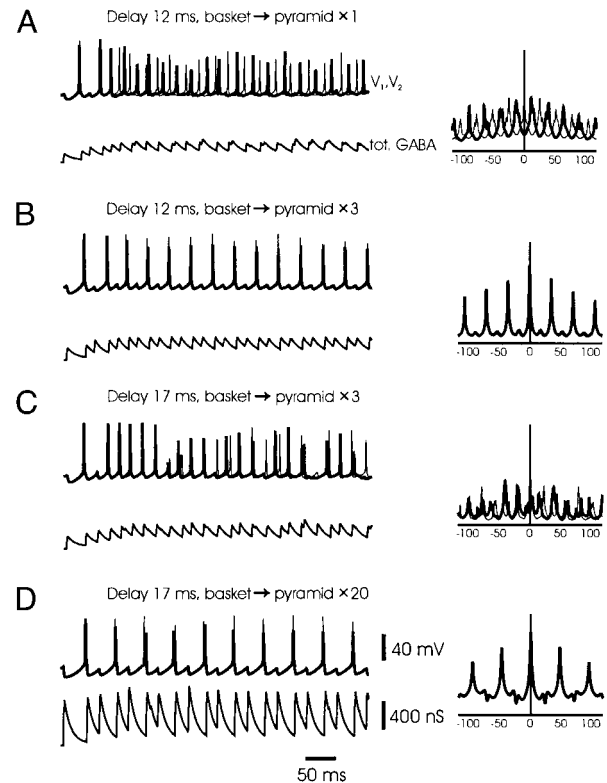 A
Delay 12 ms, basket → pyramid ×1
V₁,V₂
tot. GABA
-100 -50 0 50 100
B
Delay 12 ms, basket → pyramid ×3
-100 -50 0 50 100
C
Delay 17 ms, basket → pyramid ×3
-100 -50 0 50 100
D
Delay 17 ms, basket → pyramid ×20
40 mV
400 nS
-100 -50 0 50 100
50 ms